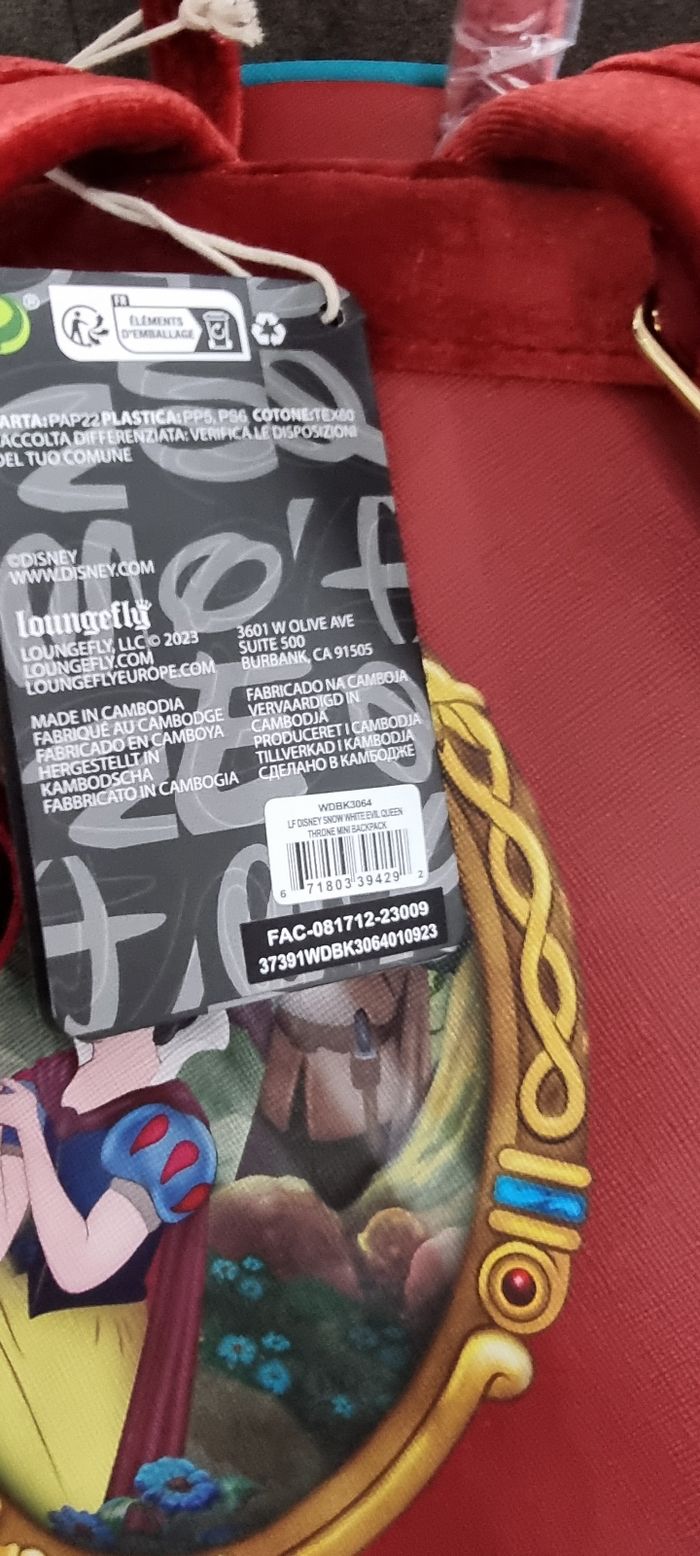 ®
FR
ÉLÉMENTS
D'EMBALLAGE
ARTA: PAP22 PLASTICA: PP5, PS6 COTONE: TEX60
ACCOLTA DIFFERENZIATA: VERIFICA LE DISPOSIZIONI
DEL TUO COMUNE
©DISNEY
WWW.DISNEY.COM
loungefly
LOUNGEFLY, LLC © 2023
LOUNGEFLY.COM
LOUNGEFLYEUROPE.COM
3601 W OLIVE AVE
SUITE 500
BURBANK, CA 91505
MADE IN CAMBODIA
FABRIQUÉ AU CAMBODGE
FABRICADO EN CAMBOYA
HERGESTELLT IN
KAMBODSCHA
FABBRICATO IN CAMBOGIA
FABRICADO NA CAMBOJA
VERVAARDIGD IN
CAMBODJA
PRODUCERET I CAMBODJA
TILLVERKAD I KAMBODJA
СДЕЛАНО В КАМБОДЖЕ
WDBK3064
LF DISNEY SNOW WHITE EVIL QUEEN
THRONE MINI BACKPACK
6 71803 39429 2
FAC-081712-23009
37391WDBK3064010923